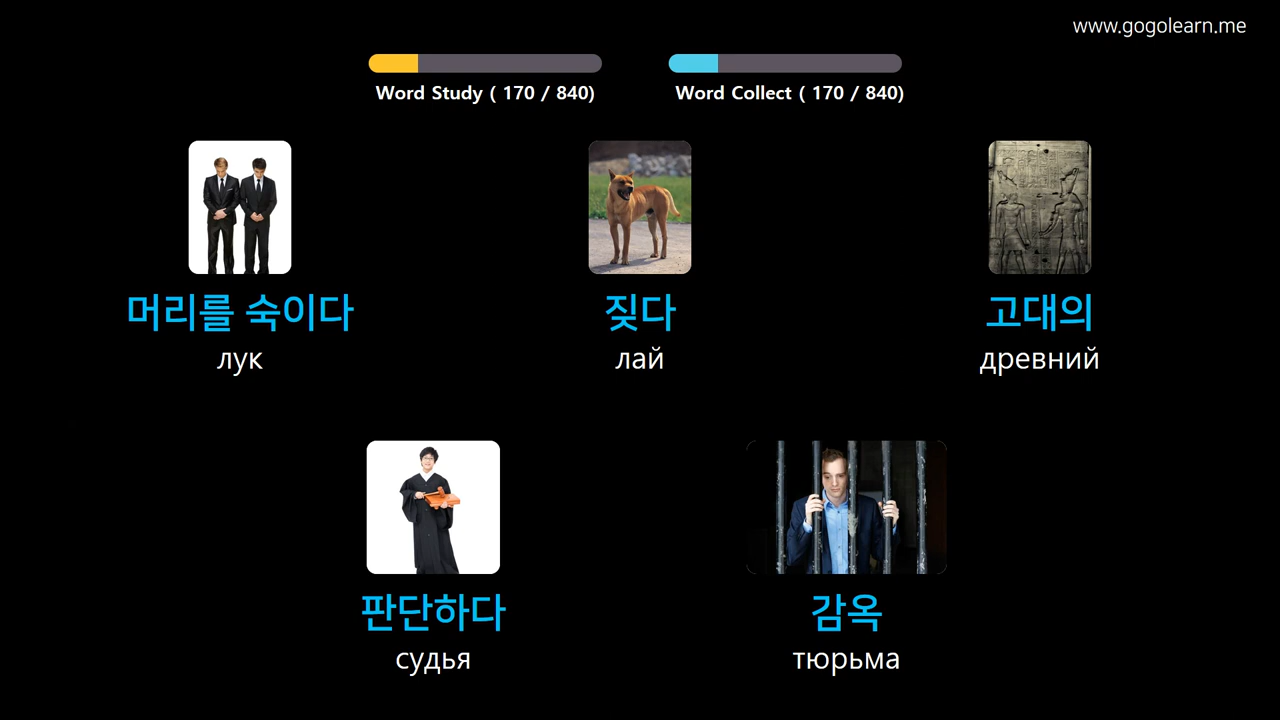 www.gogolearn.me
Word Study ( 170 / 840)
Word Collect ( 170 / 840)
머리를 숙이다
лук
짖다
лай
고대의
древний
판단하다
судья
감옥
тюрьма